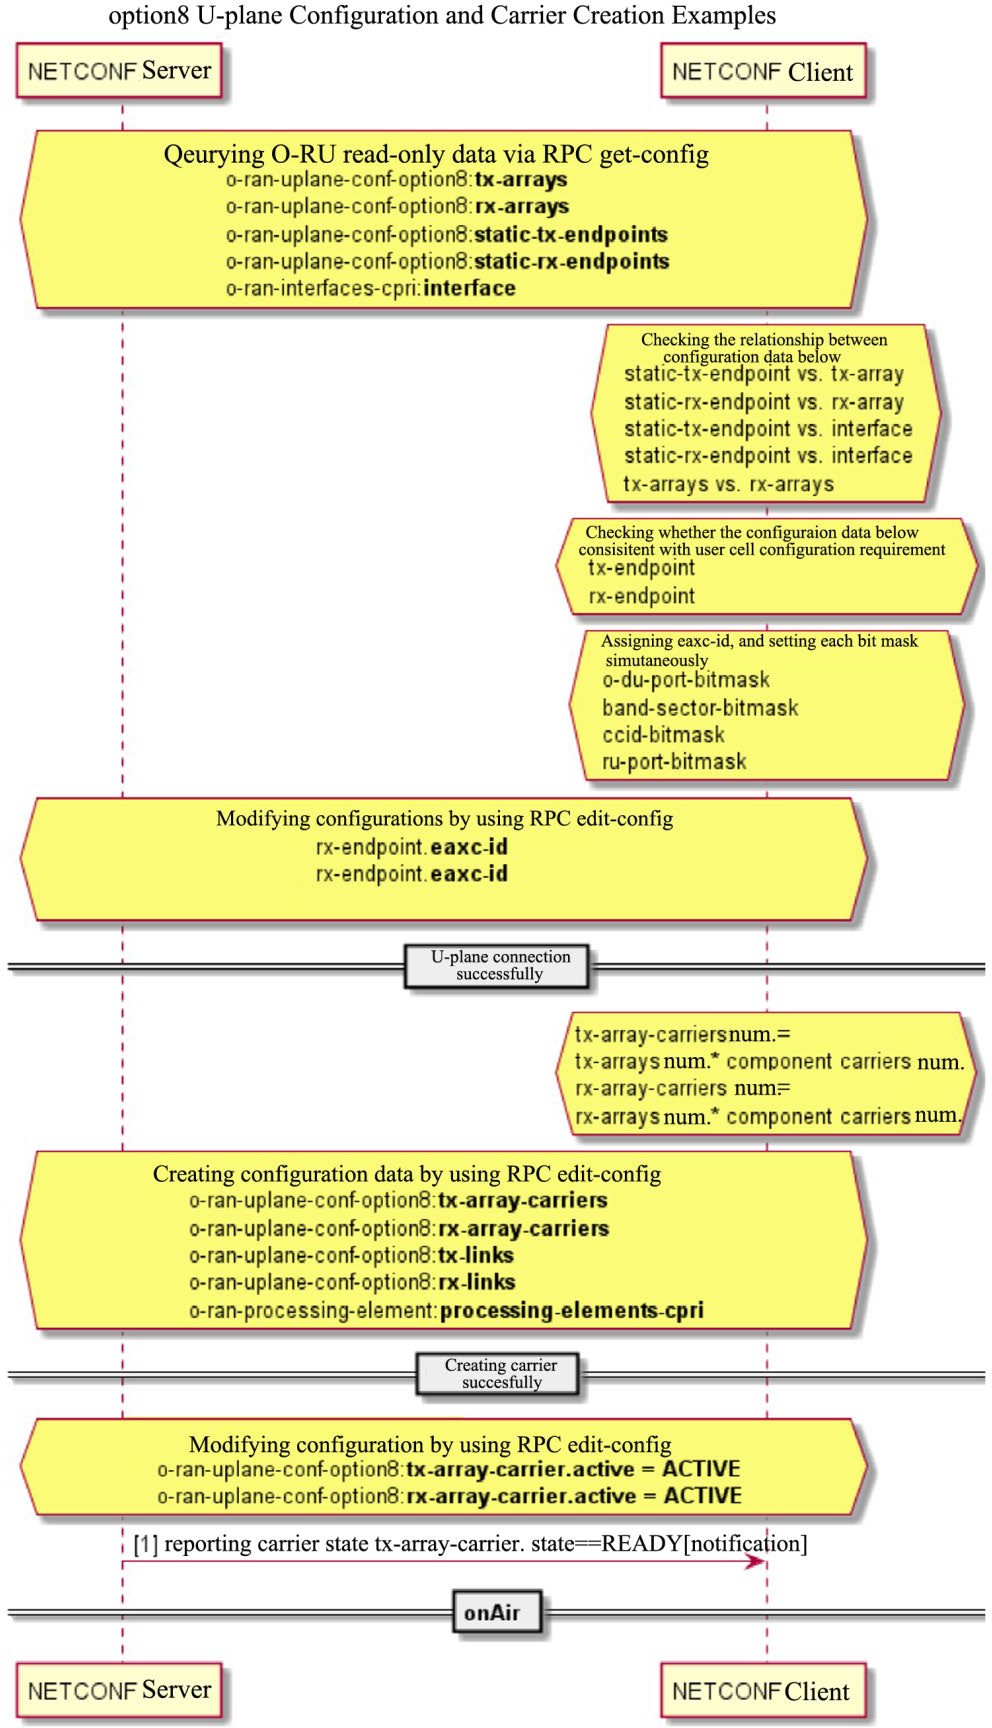 option8 U-plane Configuration and Carrier Creation Examples
NETCONF Server
NETCONF Client
Qeurying O-RU read-only data via RPC get-config
o-ran-uplane-conf-option8:tx-arrays
o-ran-uplane-conf-option8:rx-arrays
o-ran-uplane-conf-option8:static-tx-endpoints
o-ran-uplane-conf-option8:static-rx-endpoints
o-ran-interfaces-cpri:interface
Checking the relationship between
configuration data below
static-tx-endpoint vs. tx-array
static-rx-endpoint vs. rx-array
static-tx-endpoint vs. interface
static-rx-endpoint vs. interface
tx-arrays vs. rx-arrays
Checking whether the configuraion data below
consisitent with user cell configuration requirement
tx-endpoint
rx-endpoint
Assigning eaxc-id, and setting each bit mask
simutaneously
o-du-port-bitmask
band-sector-bitmask
ccid-bitmask
ru-port-bitmask
Modifying configurations by using RPC edit-config
rx-endpoint.eaxc-id
rx-endpoint.eaxc-id
U-plane connection
successfully
tx-array-carriersnum.=
tx-arrays num.* component carriers num.
rx-array-carriers num=
rx-arrays num.* component carriers num.
Creating configuration data by using RPC edit-config
o-ran-uplane-conf-option8:tx-array-carriers
o-ran-uplane-conf-option8:rx-array-carriers
o-ran-uplane-conf-option8:tx-links
o-ran-uplane-conf-option8:rx-links
o-ran-processing-element:processing-elements-cpri
Creating carrier
succesfully
Modifying configuration by using RPC edit-config
o-ran-uplane-conf-option8:tx-array-carrier.active = ACTIVE
o-ran-uplane-conf-option8:rx-array-carrier.active = ACTIVE
[1] reporting carrier state tx-array-carrier. state==READY[notification]
onAir
NETCONF Server
NETCONF Client